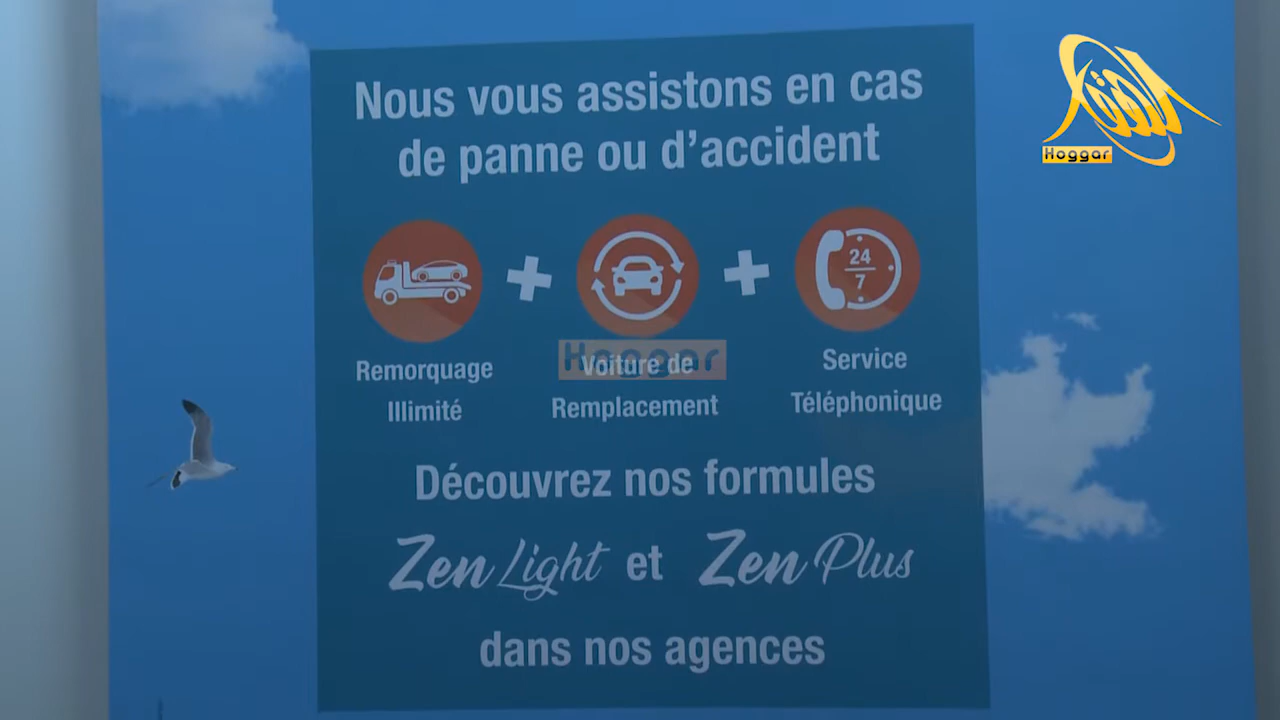 Nous vous assistons en cas
de panne ou d'accident
24
7
Remorquage
Illimité
Voiture de
Remplacement
Service
Téléphonique
Découvrez nos formules
Zen Light et Zen Plus
dans nos agences
الهقار
Hoggar
Hoggar